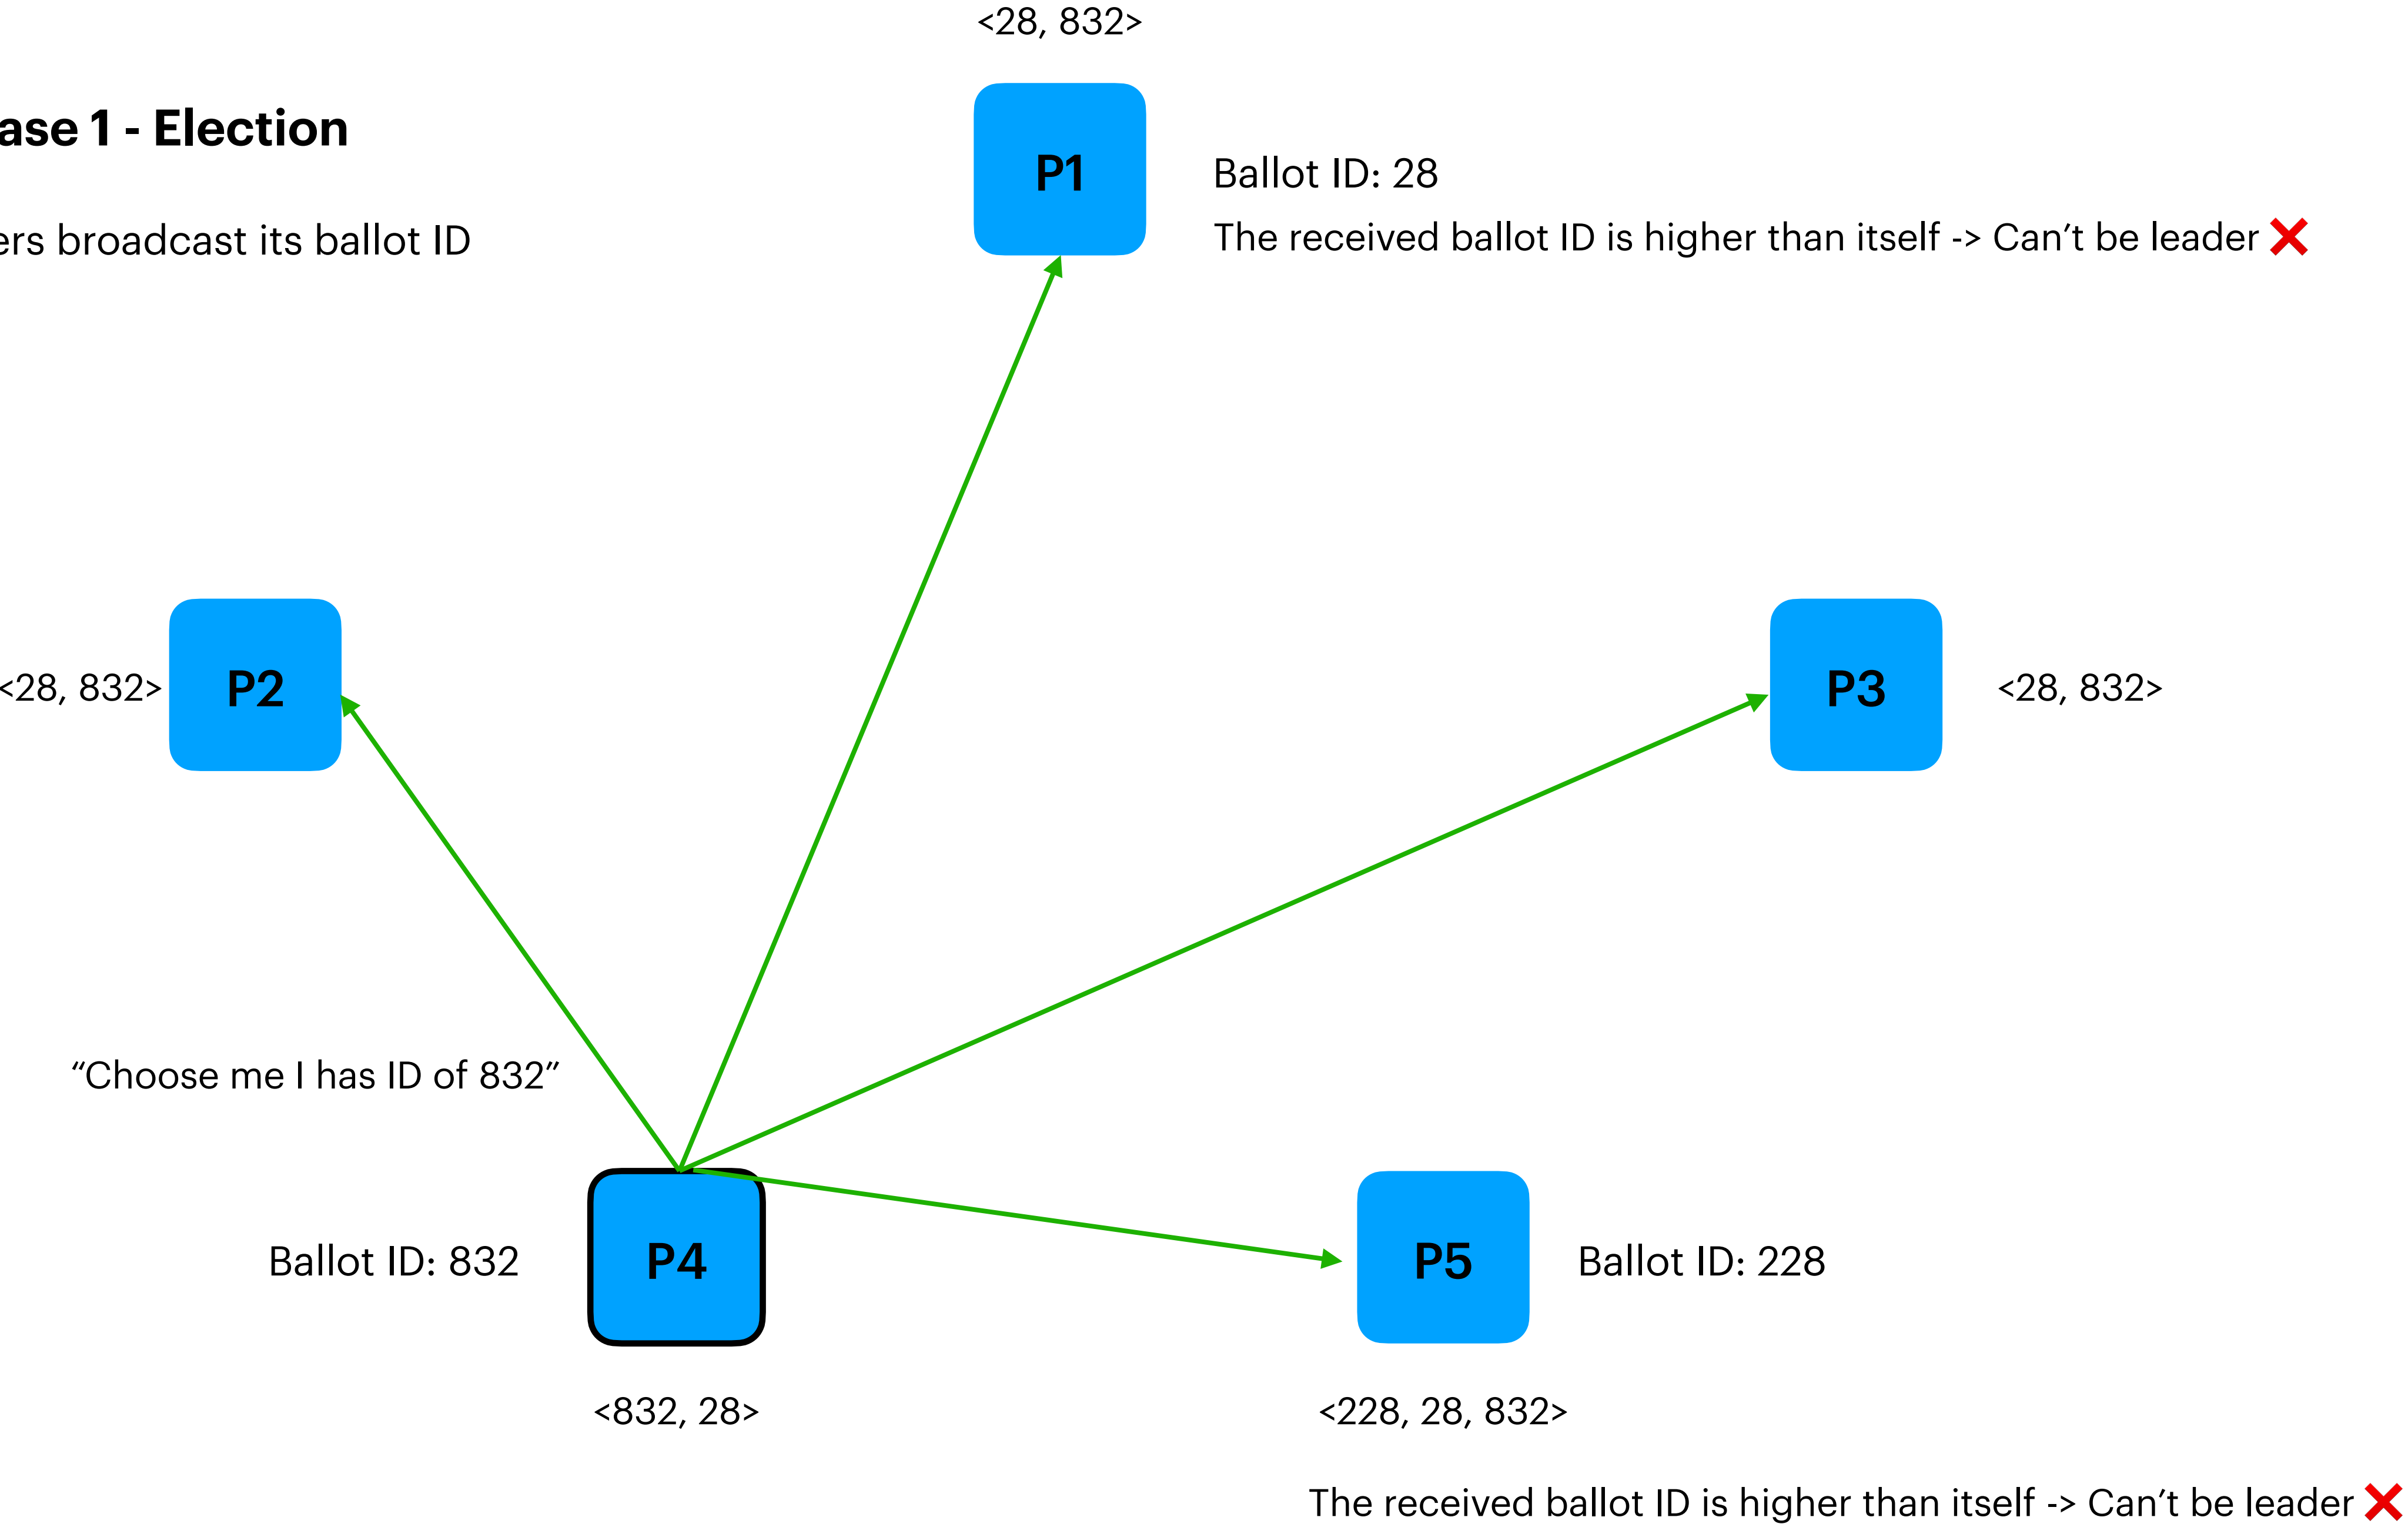 <28, 832>
ase 1 - Election
P1
Ballot ID: 28
ers broadcast its ballot ID
The received ballot ID is higher than itself -> Can't be leader ❌
<28, 832>
P2
P3
<28, 832>
“Choose me I has ID of 832”
Ballot ID: 832
P4
P5
Ballot ID: 228
<832, 28>
<228, 28, 832>
The received ballot ID is higher than itself -> Can't be leader ❌